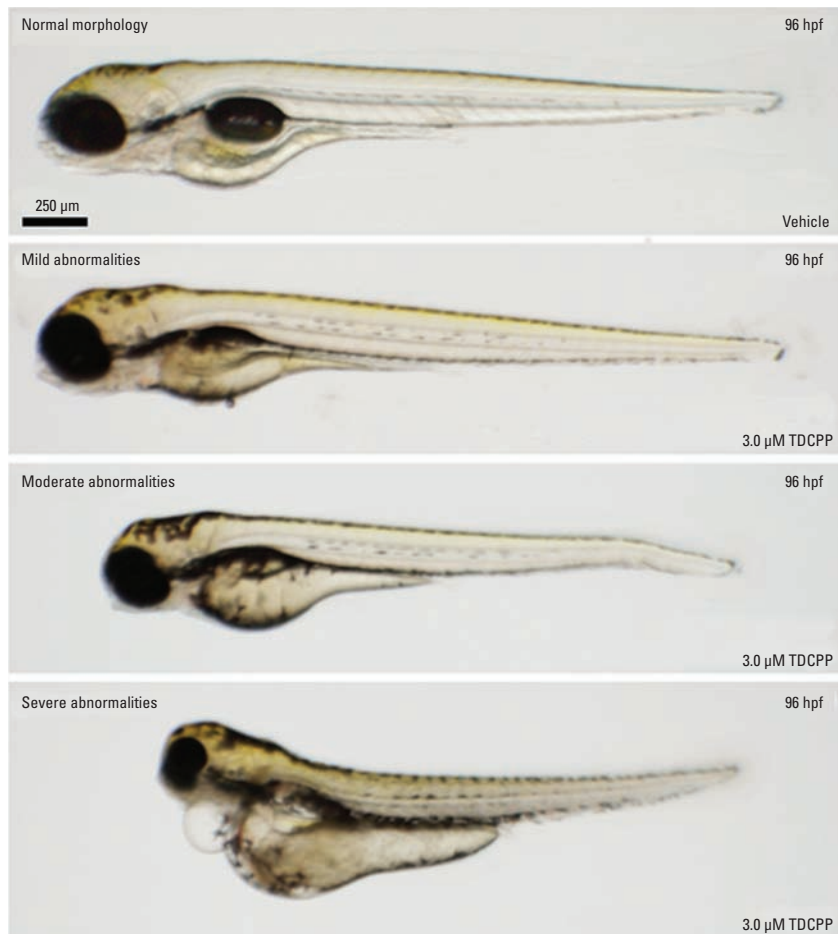 Normal morphology 96 hpf
250 µm
Vehicle
Mild abnormalities 96 hpf
3.0 µM TDCPP
Moderate abnormalities 96 hpf
3.0 µM TDCPP
Severe abnormalities 96 hpf
3.0 µM TDCPP